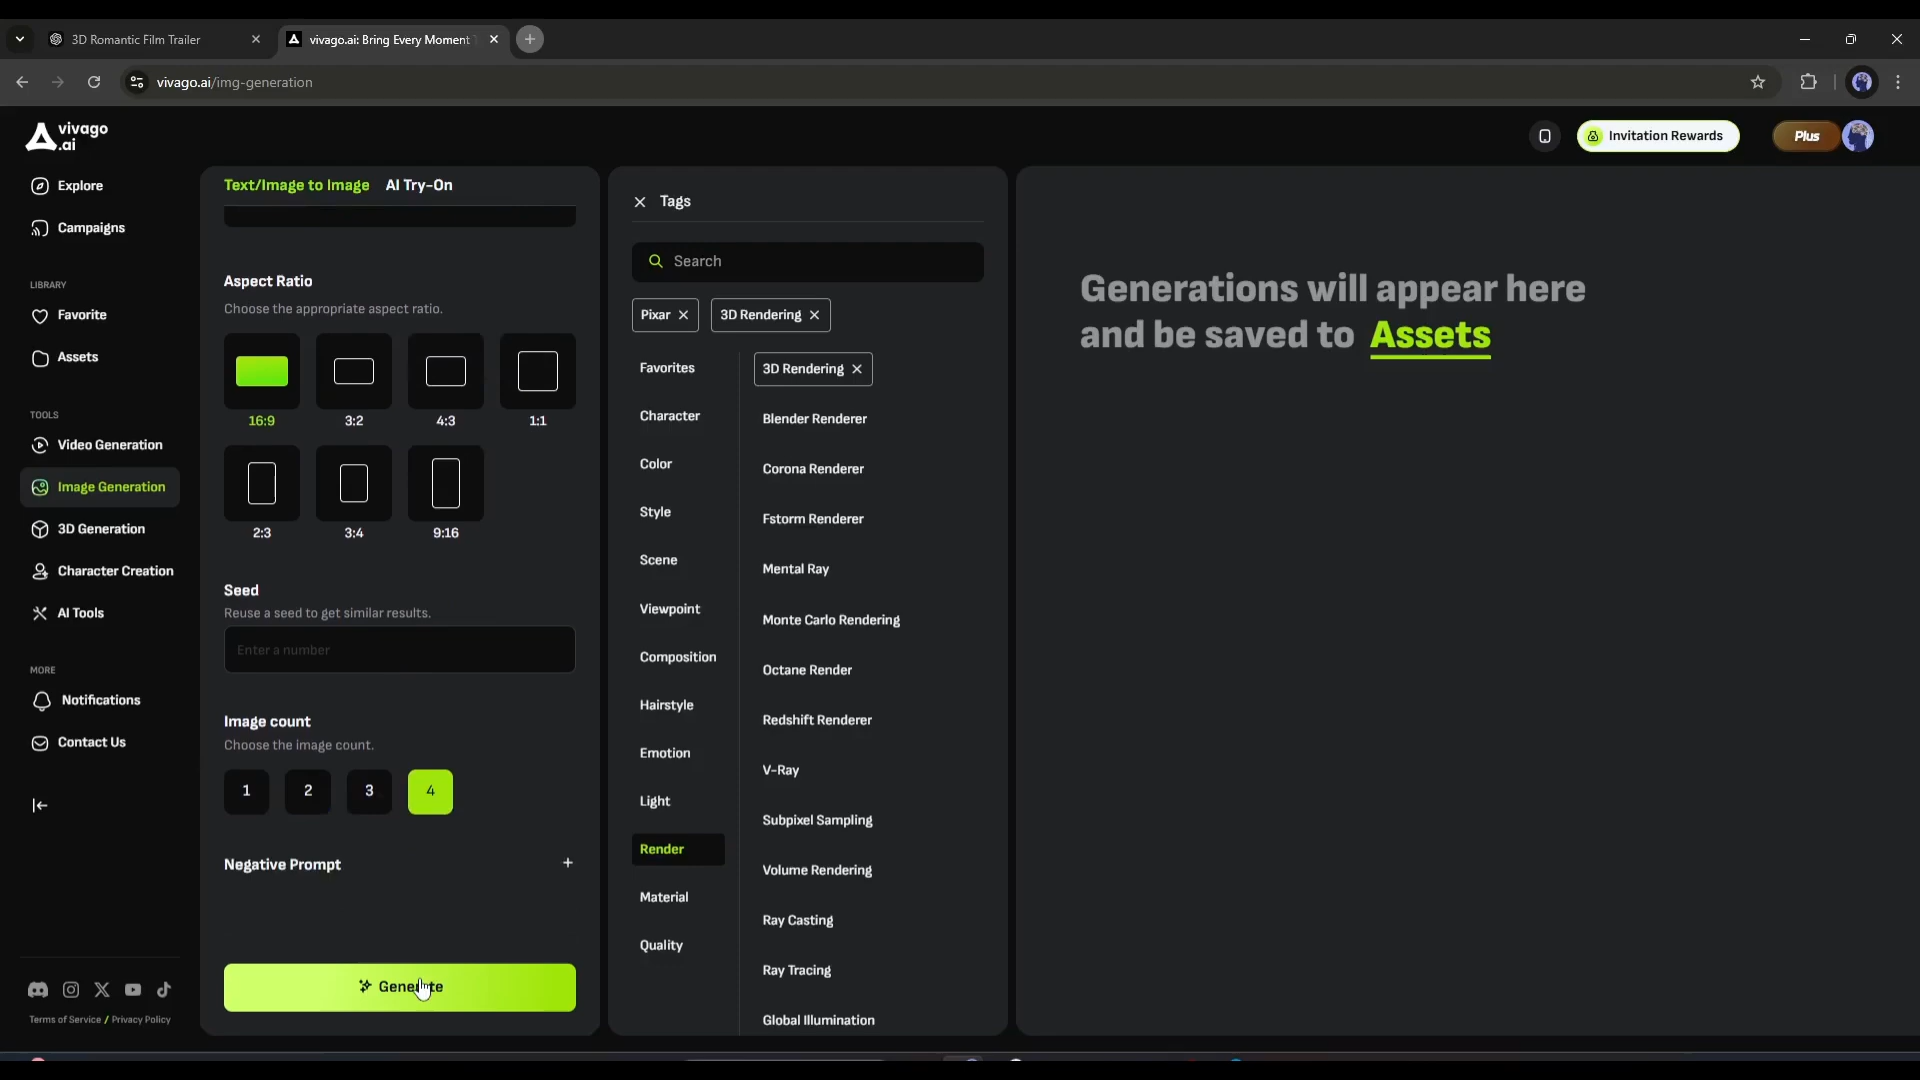 3D Romantic Film Trailer
vivago.ai: Bring Every Moment
vivago.ai/img-generation
vivago
.ai
Invitation Rewards
Plus
Explore
Campaigns
LIBRARY
Favorite
Assets
TOOLS
Video Generation
Image Generation
3D Generation
Character Creation
AI Tools
MORE
Notifications
Contact Us
Terms of Service / Privacy Policy
Text/Image to Image
AI Try-On
Aspect Ratio
Choose the appropriate aspect ratio.
16:9
3:2
4:3
1:1
2:3
3:4
9:16
Seed
Reuse a seed to get similar results.
Enter a number
Image count
Choose the image count.
1
2
3
4
Negative Prompt
+
Generate
Tags
Search
Pixar
3D Rendering
Favorites
Character
Color
Style
Scene
Viewpoint
Composition
Hairstyle
Emotion
Light
Render
Material
Quality
3D Rendering
Blender Renderer
Corona Renderer
Fstorm Renderer
Mental Ray
Monte Carlo Rendering
Octane Render
Redshift Renderer
V-Ray
Subpixel Sampling
Volume Rendering
Ray Casting
Ray Tracing
Global Illumination
Generations will appear here
and be saved to Assets